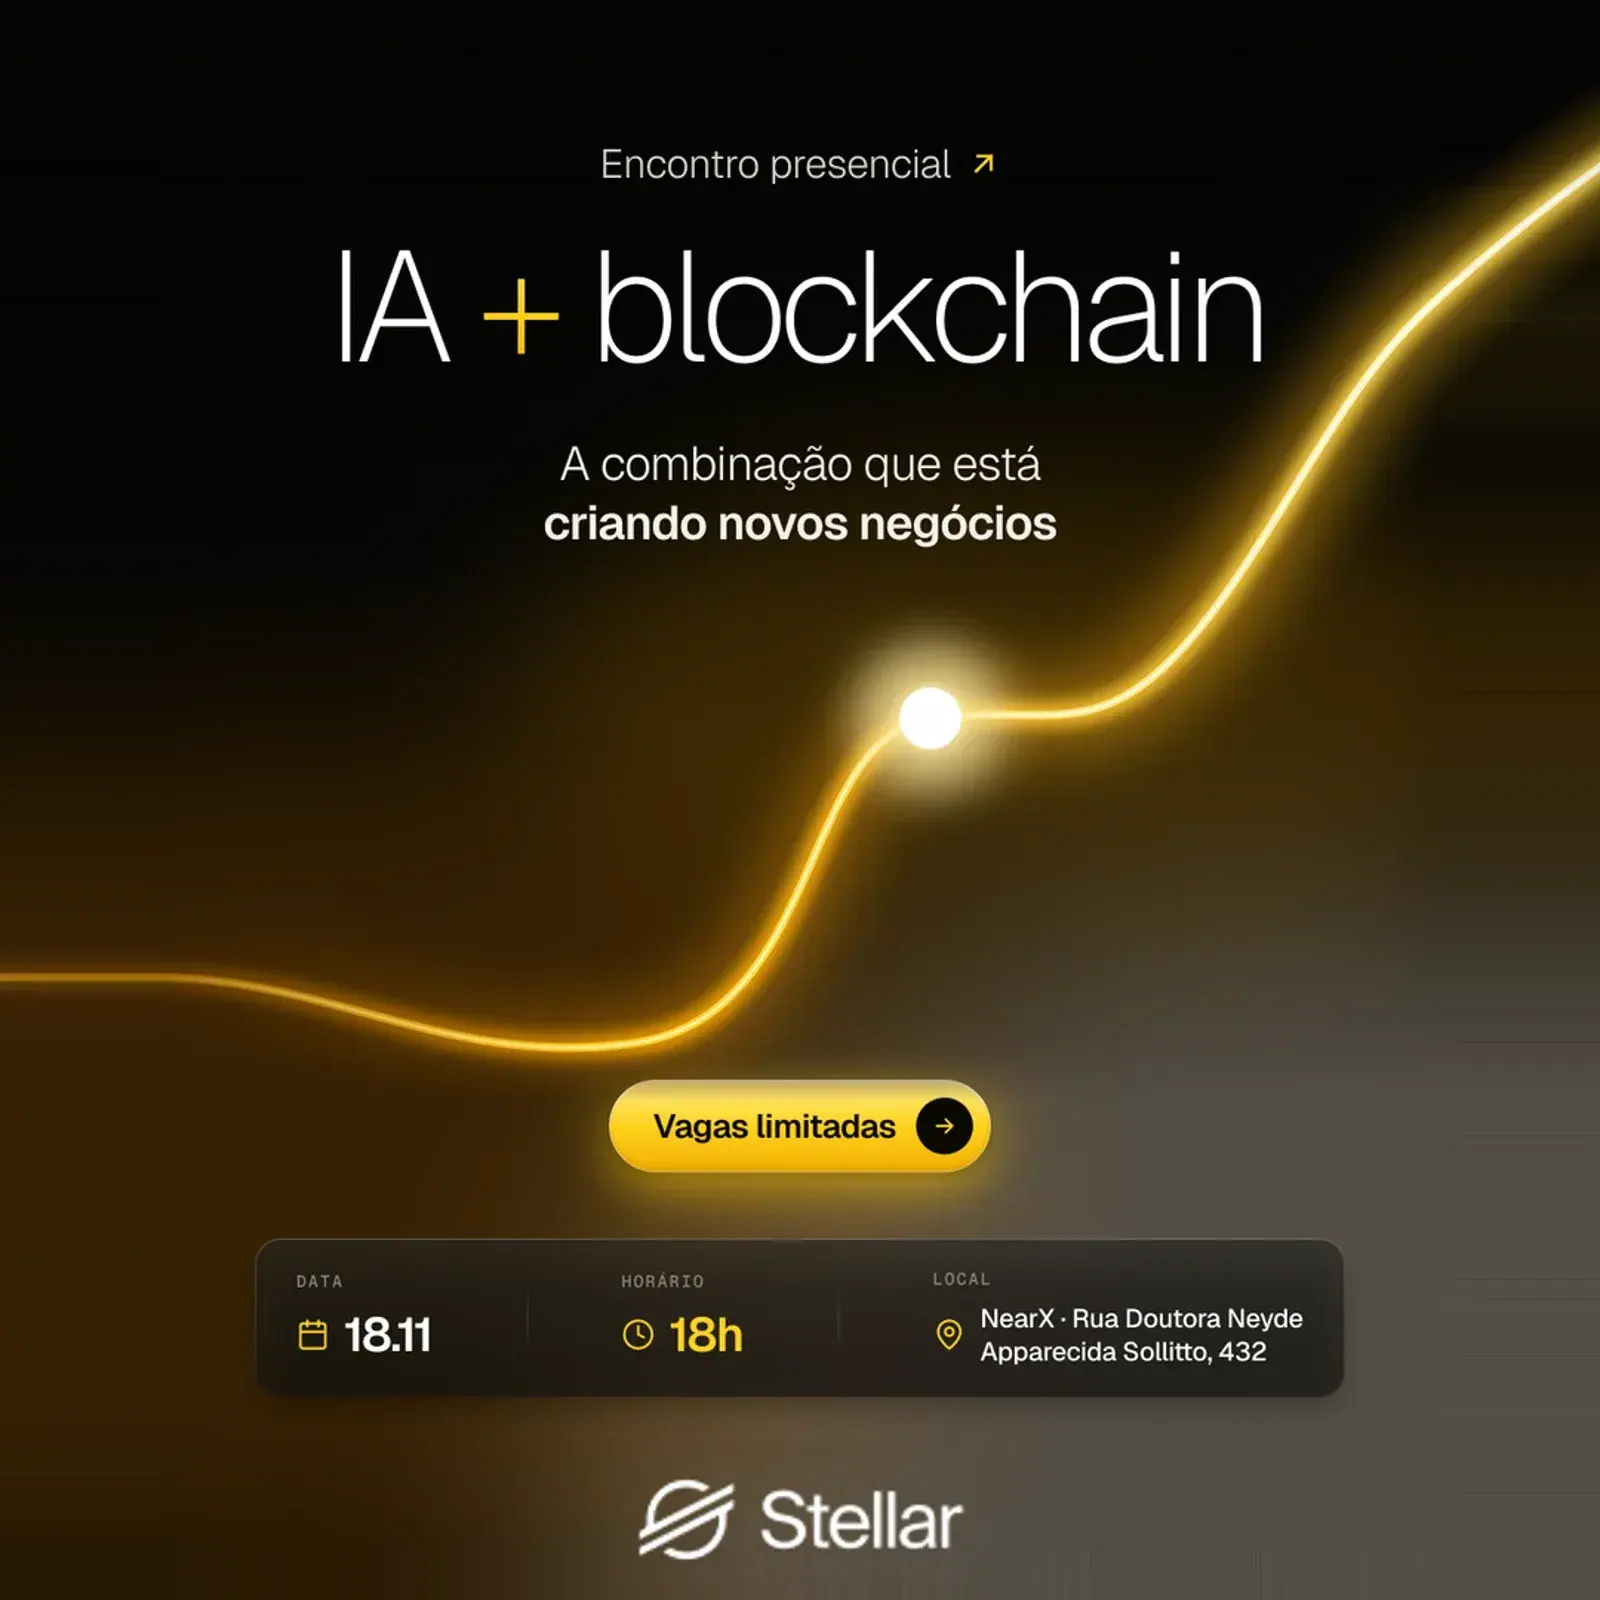 Encontro presencial
IA + blockchain
A combinação que está
criando novos negócios
Vagas limitadas
DATA
18.11
HORÁRIO
18h
LOCAL
NearX · Rua Doutora Neyde
Apparecida Sollitto, 432
Stellar